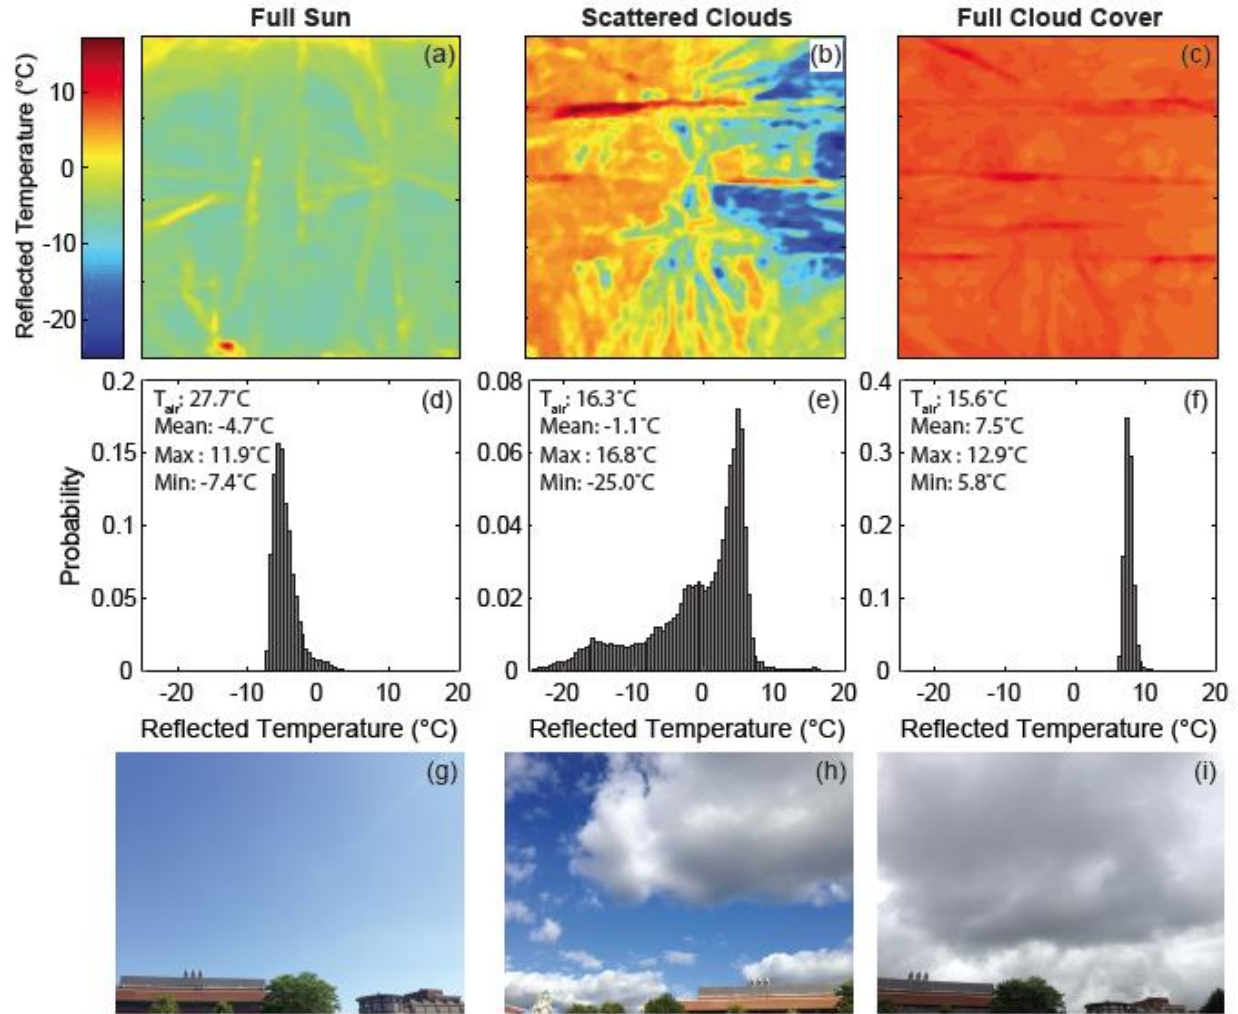 Full Sun
Scattered Clouds
Full Cloud Cover
Reflected Temperature (°C)
10
0
-10
-20
(a)
(b)
(c)
Probability
0.2
0.15
0.1
0.05
0
T air: 27.7˚C
Mean: -4.7˚C
Max : 11.9˚C
Min: -7.4˚C
(d)
-20 -10 0 10 20
Reflected Temperature (°C)
0.08
0.06
0.04
0.02
0
T air: 16.3˚C
Mean: -1.1˚C
Max : 16.8˚C
Min: -25.0˚C
(e)
-20 -10 0 10 20
Reflected Temperature (°C)
0.4
0.3
0.2
0.1
0
T air: 15.6˚C
Mean: 7.5˚C
Max : 12.9˚C
Min: 5.8˚C
(f)
-20 -10 0 10 20
Reflected Temperature (°C)
(g)
(h)
(i)